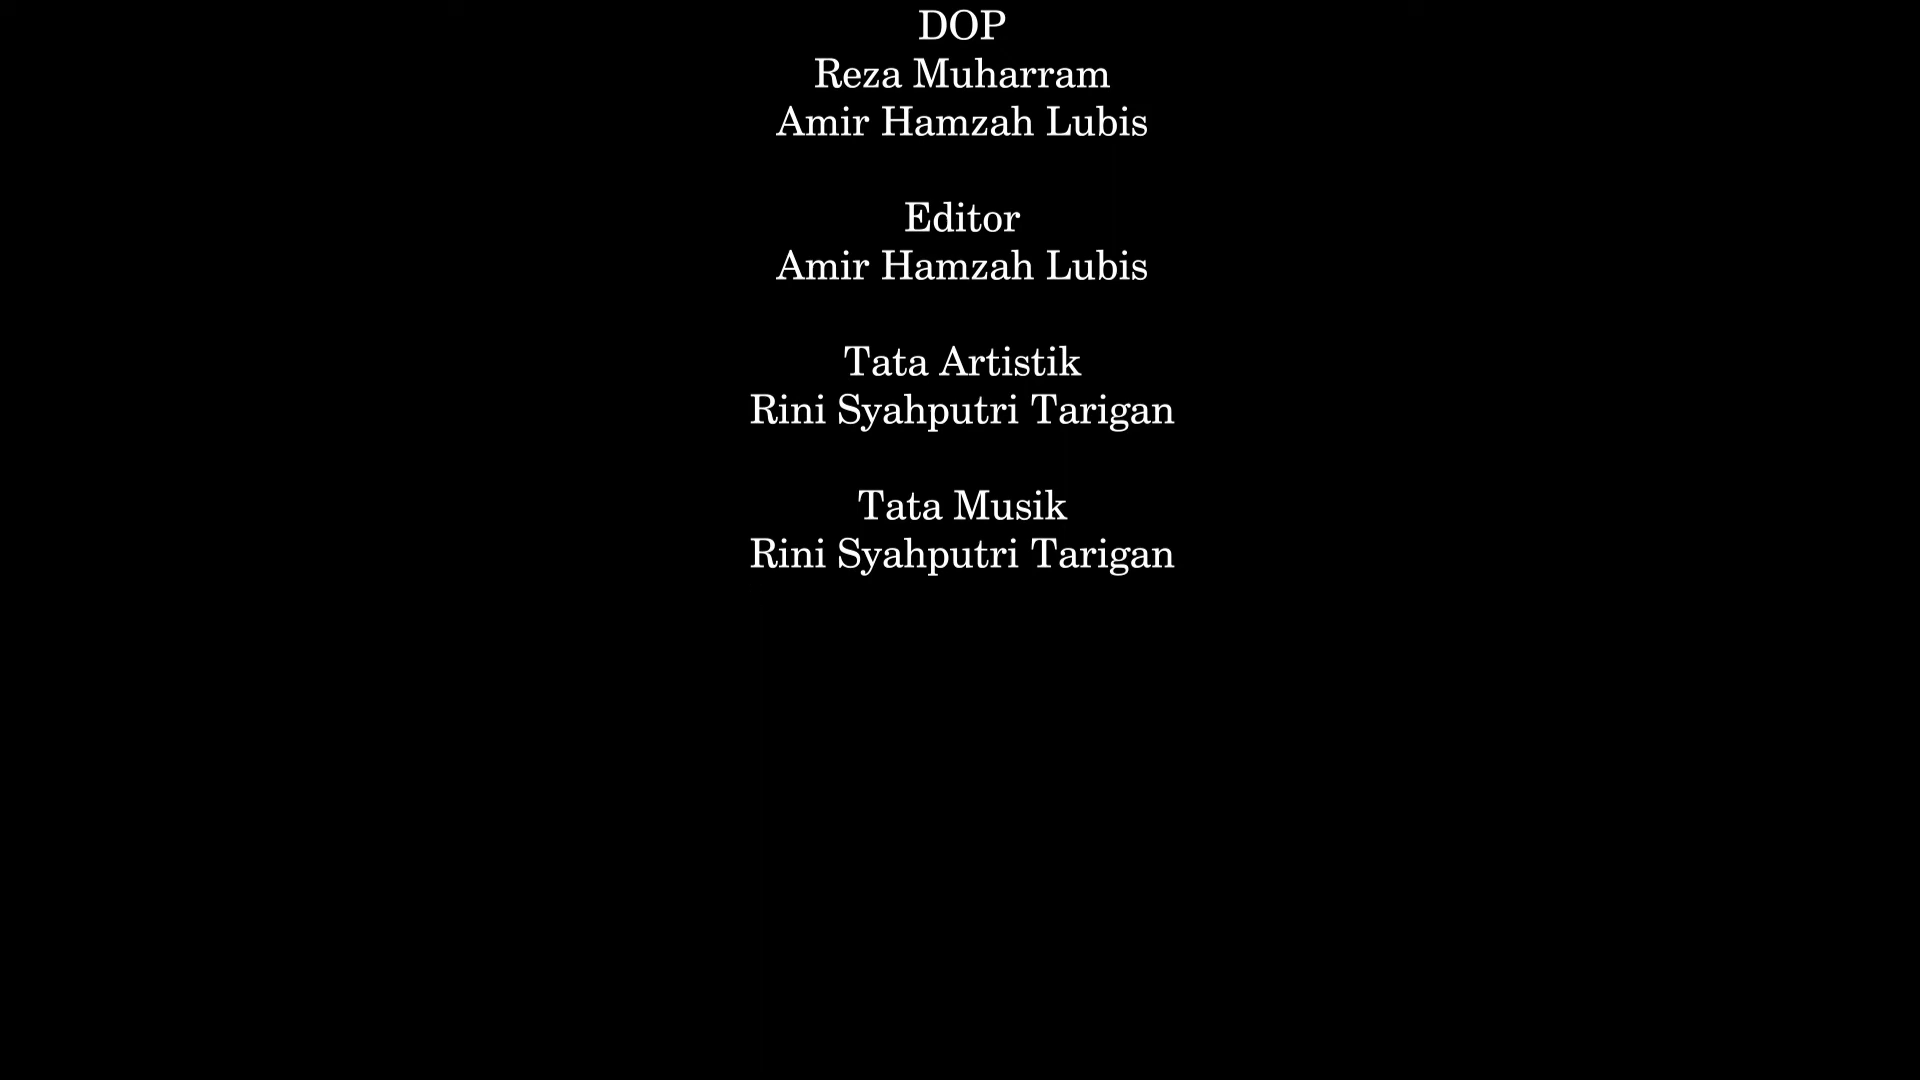 DOP
Reza Muharram
Amir Hamzah Lubis
Editor
Amir Hamzah Lubis
Tata Artistik
Rini Syahputri Tarigan
Tata Musik
Rini Syahputri Tarigan